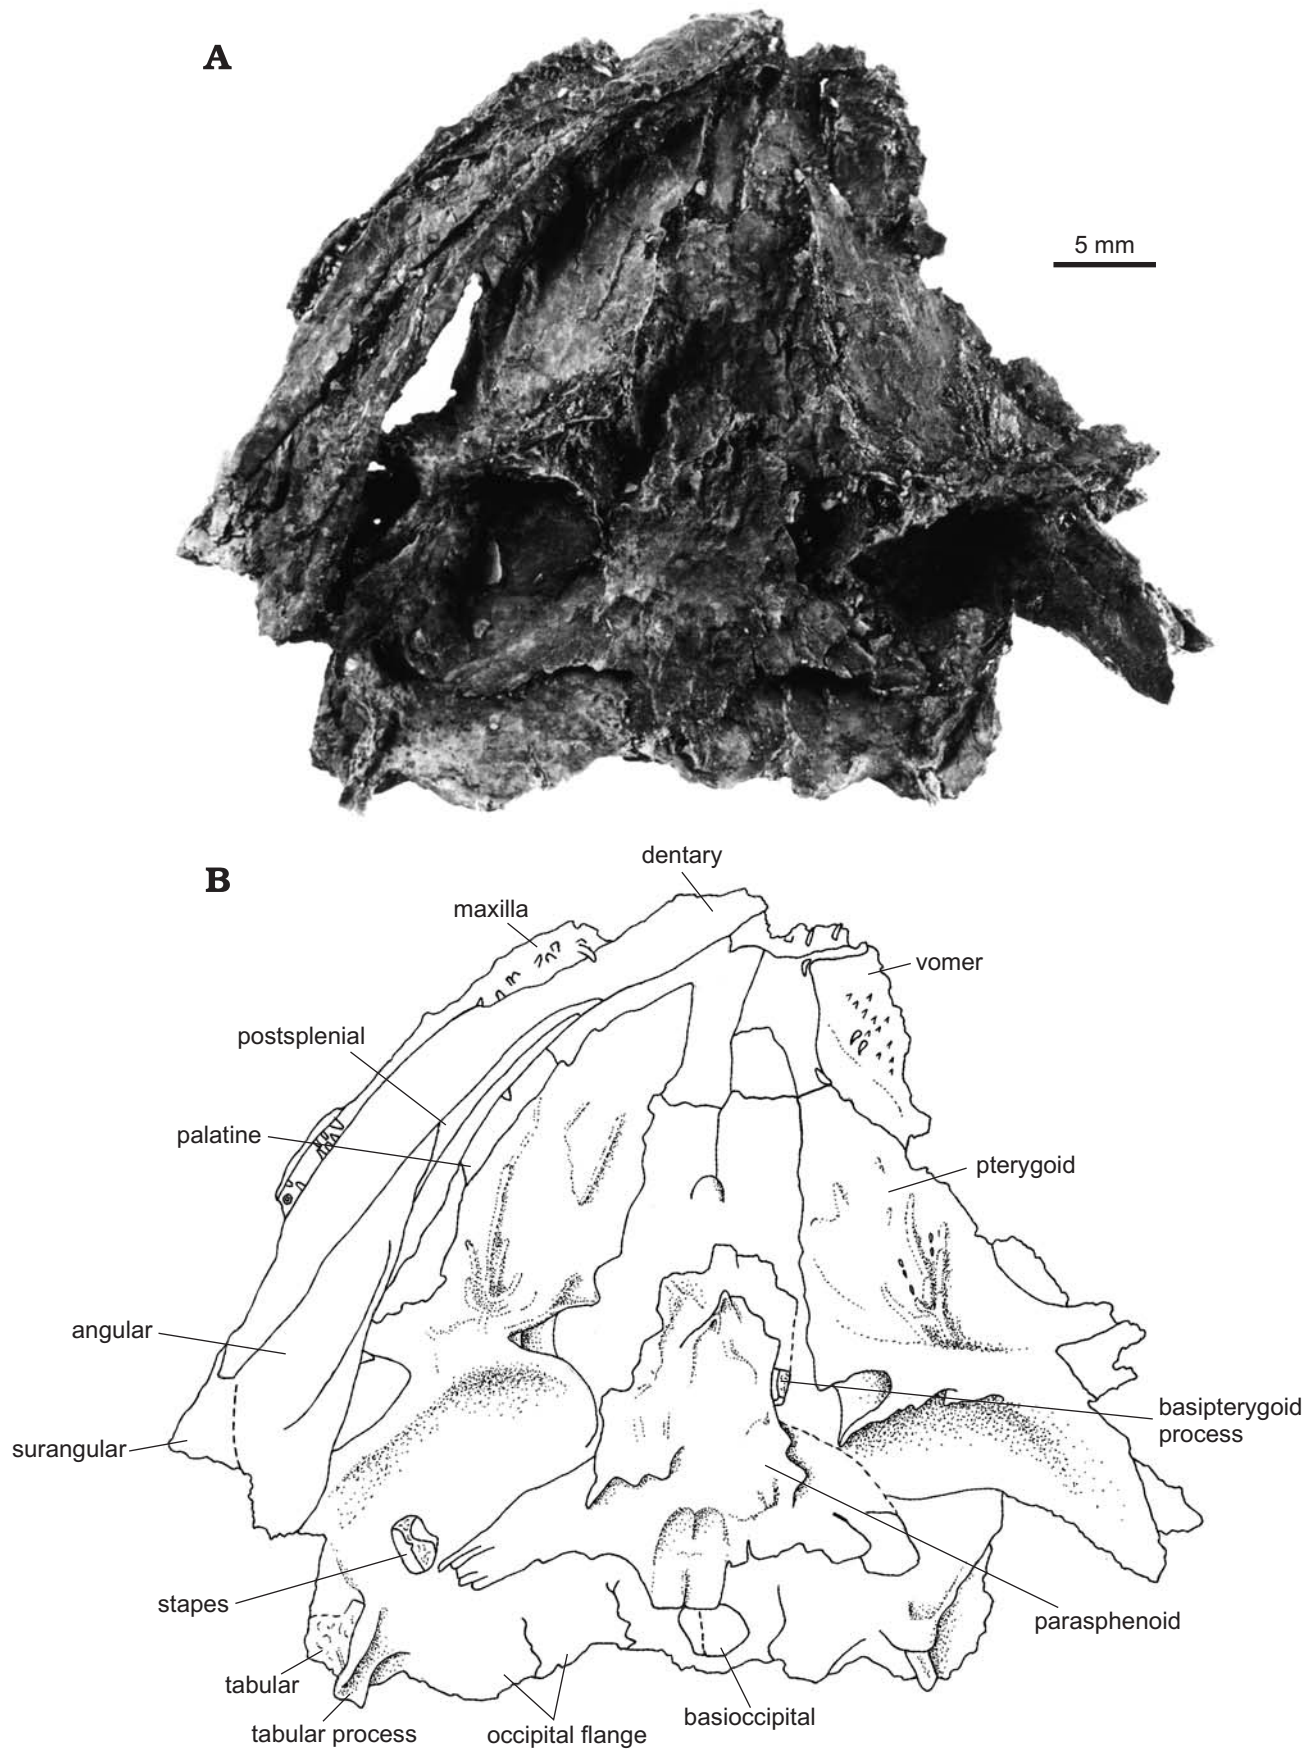 A
5 mm
B
dentary
maxilla
vomer
postsplenial
palatine
pterygoid
angular
basipterygoid
process
surangular
stapes
parasphenoid
tabular
basioccipital
tabular process
occipital flange